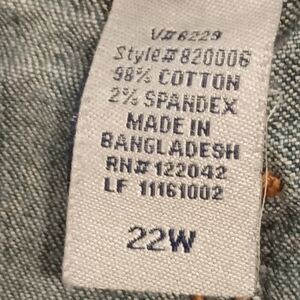 V# 6229
Style# 820006
98% COTTON
2% SPANDEX
MADE IN
BANGLADESH
RN# 122042
LF 11161002
22W